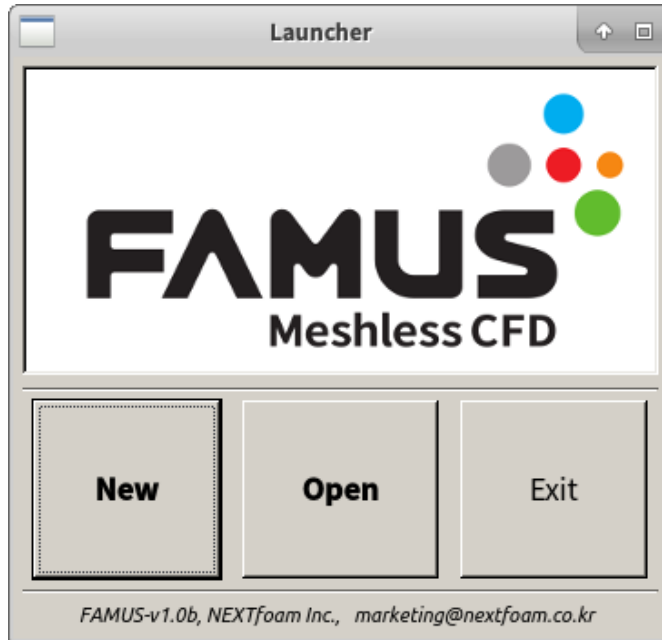 Launcher
FAMUS
Meshless CFD
New Open Exit
FAMUS-v1.0b, NEXTfoam Inc., marketing@nextfoam.co.kr